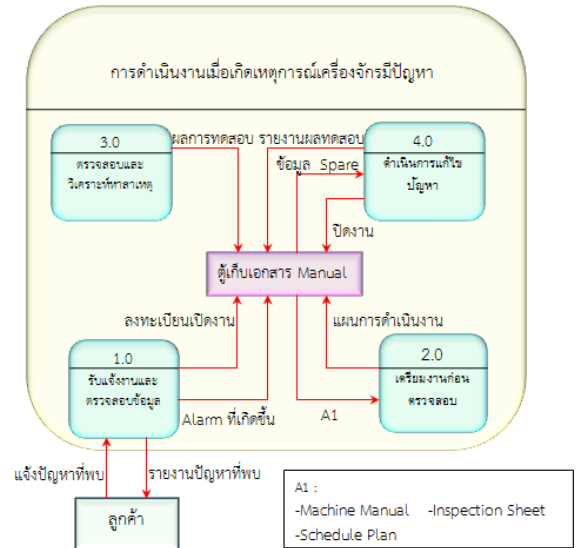 การดำเนินงานเมื่อเกิดเหตุการณ์เครื่องจักรมีปัญหา
3.0
ตรวจสอบและ
วิเคราะห์หาสาเหตุ
ผลการทดสอบ
รายงานผลทดสอบ
4.0
ดำเนินการแก้ไข
ปัญหา
ข้อมูล Spare
ปิดงาน
ตู้เก็บเอกสาร Manual
ลงทะเบียนเปิดงาน
แผนการดำเนินงาน
1.0
รับแจ้งงานและ
ตรวจสอบข้อมูล
2.0
เตรียมงานก่อน
ตรวจสอบ
Alarm ที่เกิดขึ้น
A1
แจ้งปัญหาที่พบ
รายงานปัญหาที่พบ
ลูกค้า
A1 :
-Machine Manual -Inspection Sheet
-Schedule Plan